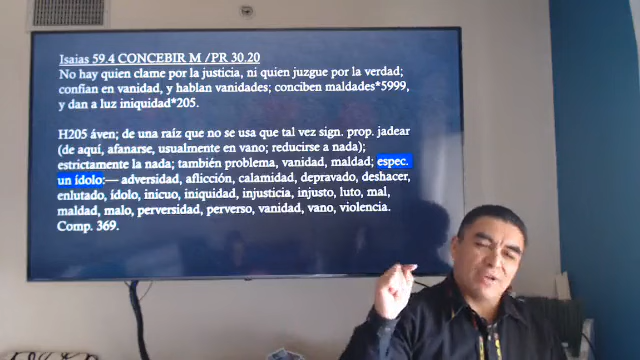 Isaias 59.4 CONCEBIR M /PR 30.20
No hay quien clame por la justicia, ni quien juzgue por la verdad;
confían en vanidad, y hablan vanidades; conciben maldades*5999,
y dan a luz iniquidad*205.
H205 áven; de una raíz que no se usa que tal vez sign. prop. jadear
(de aquí, afanarse, usualmente en vano; reducirse a nada);
estrictamente la nada; también problema, vanidad, maldad; espec.
un ídolo:— adversidad, aflicción, calamidad, depravado, deshacer,
enlutado, ídolo, inicuo, iniquidad, injusticia, injusto, luto, mal,
maldad, malo, perversidad, perverso, vanidad, vano, violencia.
Comp. 369.